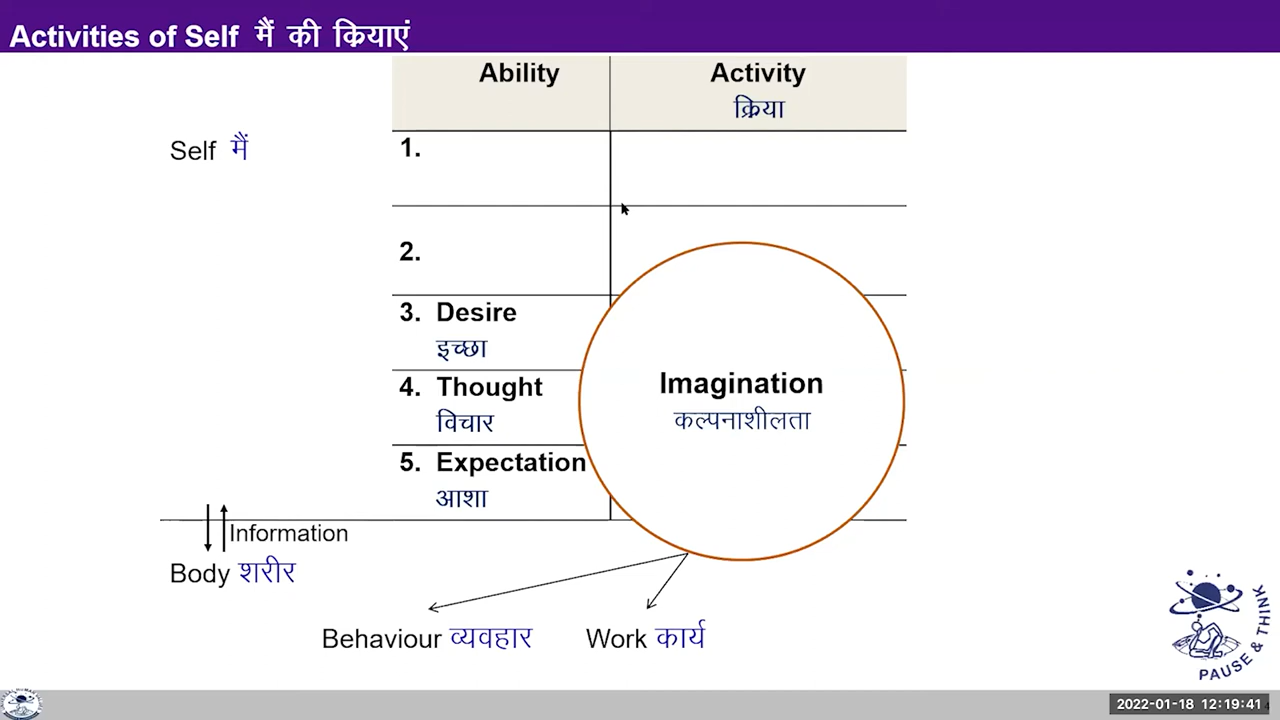 Activities of Self मैं की क्रियाएं
Ability
Activity
क्रिया
Self मैं
1.
2.
3. Desire
इच्छा
4. Thought
विचार
5. Expectation
आशा
Imagination
कल्पनाशीलता
Information
Body शरीर
Behaviour व्यवहार
Work कार्य
PAUSE & THINK
2022-01-18 12:19:41